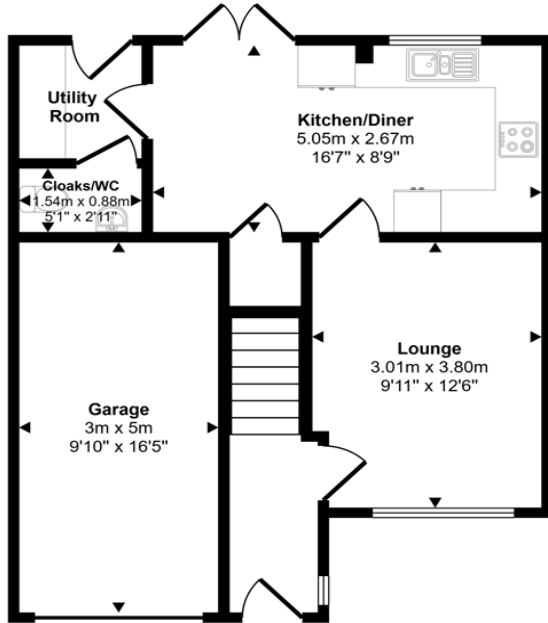 Utility
Room
Kitchen/Diner
5.05m x 2.67m
16'7" x 8'9"
Cloaks/WC
1.54m x 0.88m
5'1" x 2'11"
Lounge
3.01m x 3.80m
9'11" x 12'6"
Garage
3m x 5m
9'10" x 16'5"